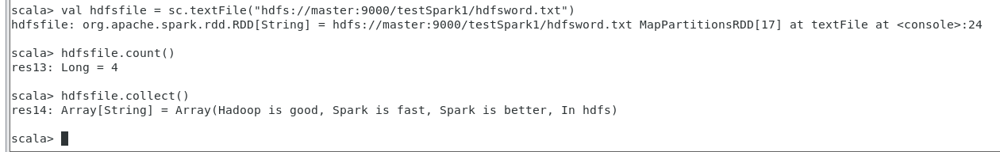 scala> val hdfsfile = sc.textFile("hdfs://master:9000/testSpark1/hdfsword.txt")
hdfsfile: org.apache.spark.rdd.RDD[String] = hdfs://master:9000/testSpark1/hdfsword.txt MapPartitionsRDD[17] at textFile at <console>:24
scala> hdfsfile.count()
res13: Long = 4
scala> hdfsfile.collect()
res14: Array[String] = Array(Hadoop is good, Spark is fast, Spark is better, In hdfs)
scala>